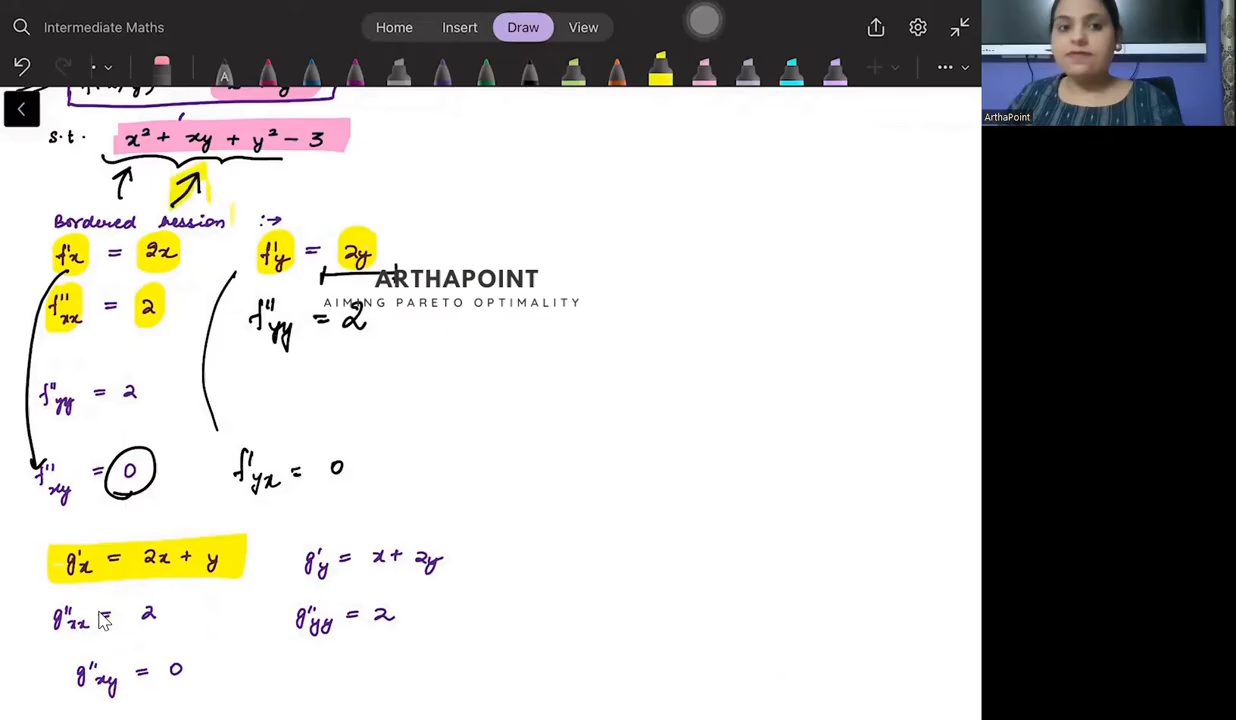 Intermediate Maths
Home Insert Draw View
A
ArthaPoint
s.t. x² + xy + y² - 3
Bordered
:→
f'x = 2x f'y = 2y
ARTHAPOINT
AIMING PARETO OPTIMALITY
f''xx = 2 f''yy = 2
f''yy = 2
f''xy = 0 f'yx = 0
g'x = 2x + y g'y = x + 2y
g''xx = 2 g''yy = 2
g''xy = 0